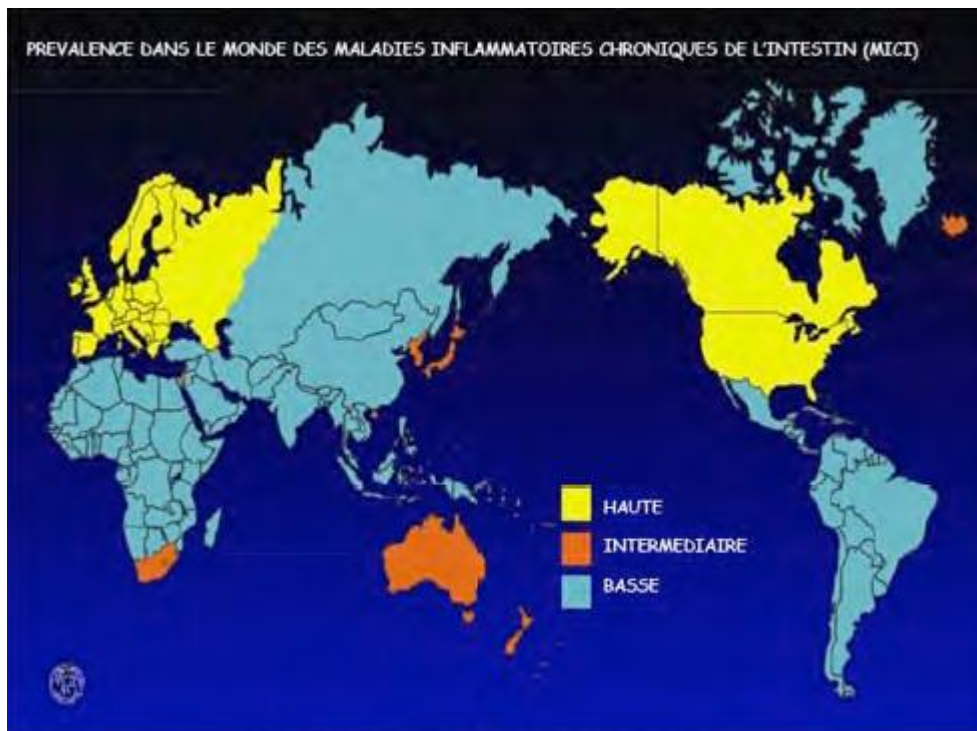 PREVALENCE DANS LE MONDE DES MALADIES INFLAMMATOIRES CHRONIQUES DE L'INTESTIN (MICI)
HAUTE
INTERMEDIAIRE
BASSE